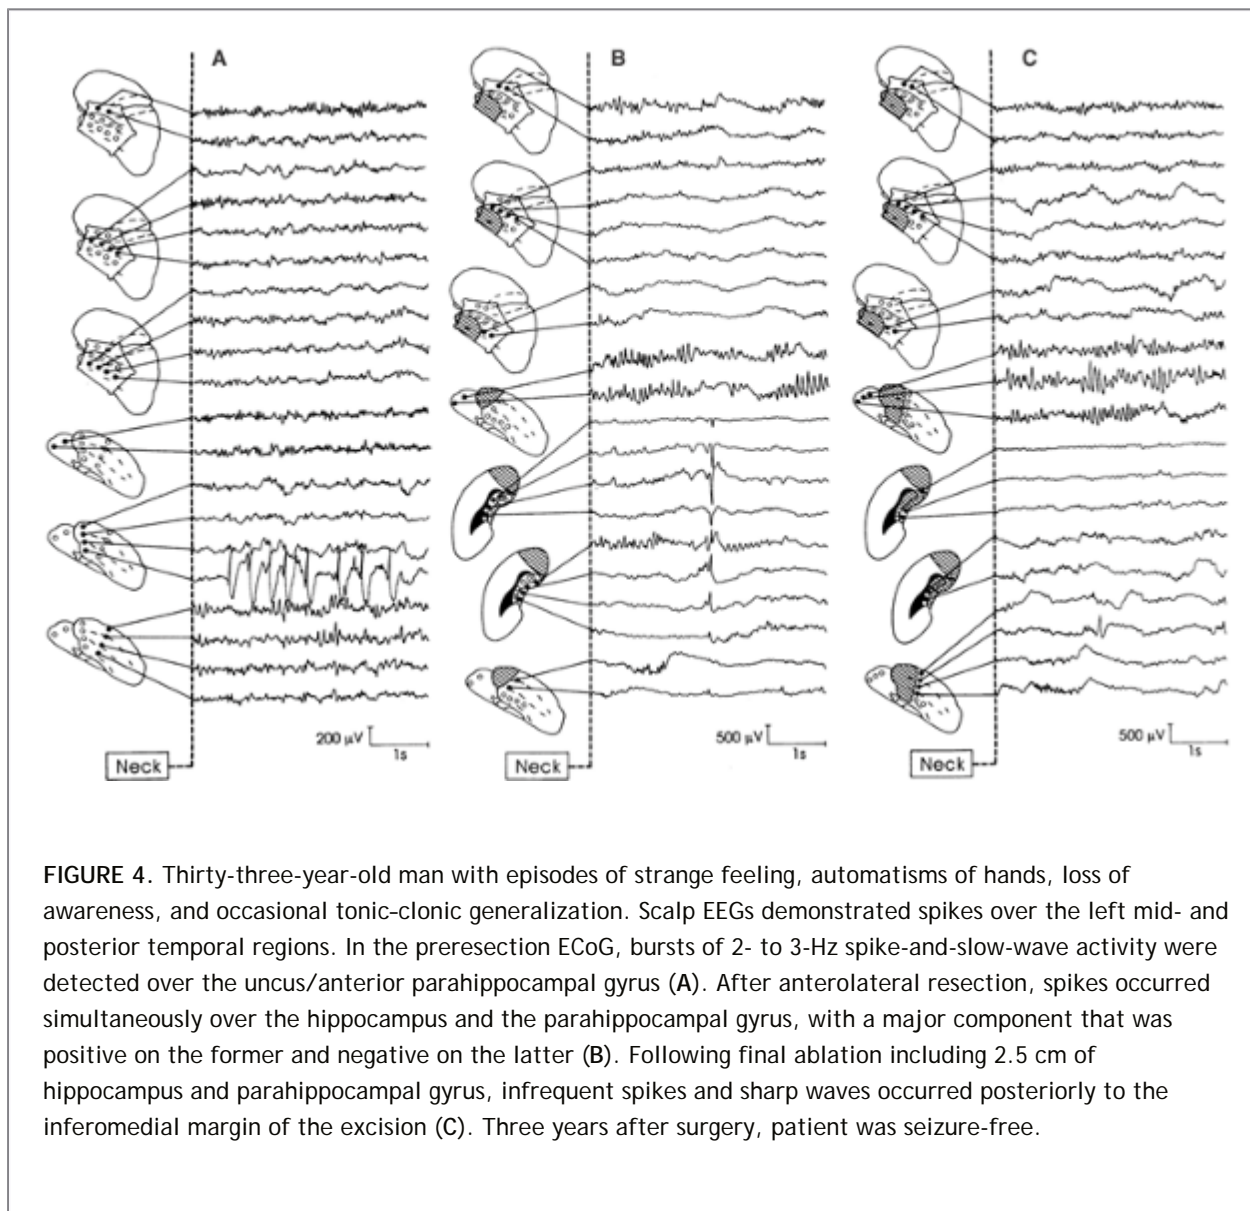 A B C
200 μV 1s 500 μV 1s 500 μV 1s
Neck Neck Neck
FIGURE 4. Thirty-three-year-old man with episodes of strange feeling, automatisms of hands, loss of
awareness, and occasional tonic-clonic generalization. Scalp EEGs demonstrated spikes over the left mid- and
posterior temporal regions. In the preresection ECoG, bursts of 2- to 3-Hz spike-and-slow-wave activity were
detected over the uncus/anterior parahippocampal gyrus (A). After anterolateral resection, spikes occurred
simultaneously over the hippocampus and the parahippocampal gyrus, with a major component that was
positive on the former and negative on the latter (B). Following final ablation including 2.5 cm of
hippocampus and parahippocampal gyrus, infrequent spikes and sharp waves occurred posteriorly to the
inferomedial margin of the excision (C). Three years after surgery, patient was seizure-free.